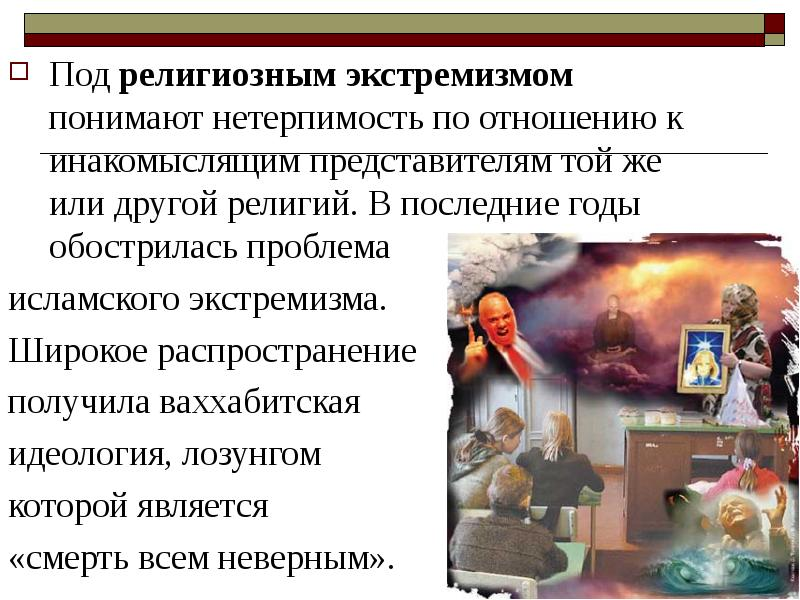 Под религиозным экстремизмом
понимают нетерпимость по отношению к
инакомыслящим представителям той же
или другой религий. В последние годы
обострилась проблема
исламского экстремизма.
Широкое распространение
получила ваххабитская
идеология, лозунгом
которой является
«смерть всем неверным».